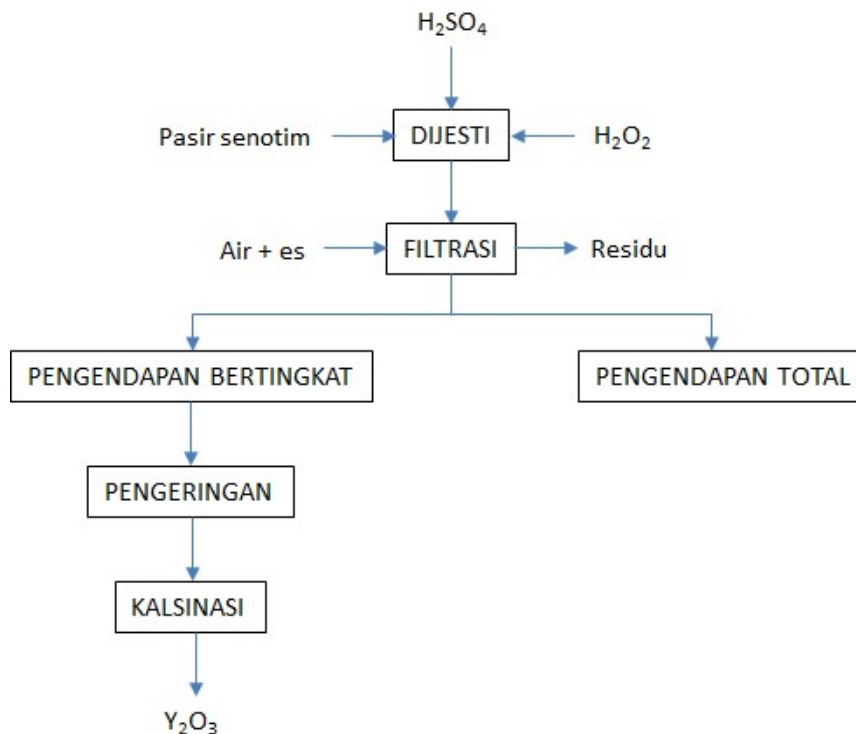 H₂SO₄
Pasir senotim
DIJESTI
H₂O₂
Air + es
FILTRASI
Residu
PENGENDAPAN BERTINGKAT
PENGENDAPAN TOTAL
PENGERINGAN
KALSINASI
Y₂O₃